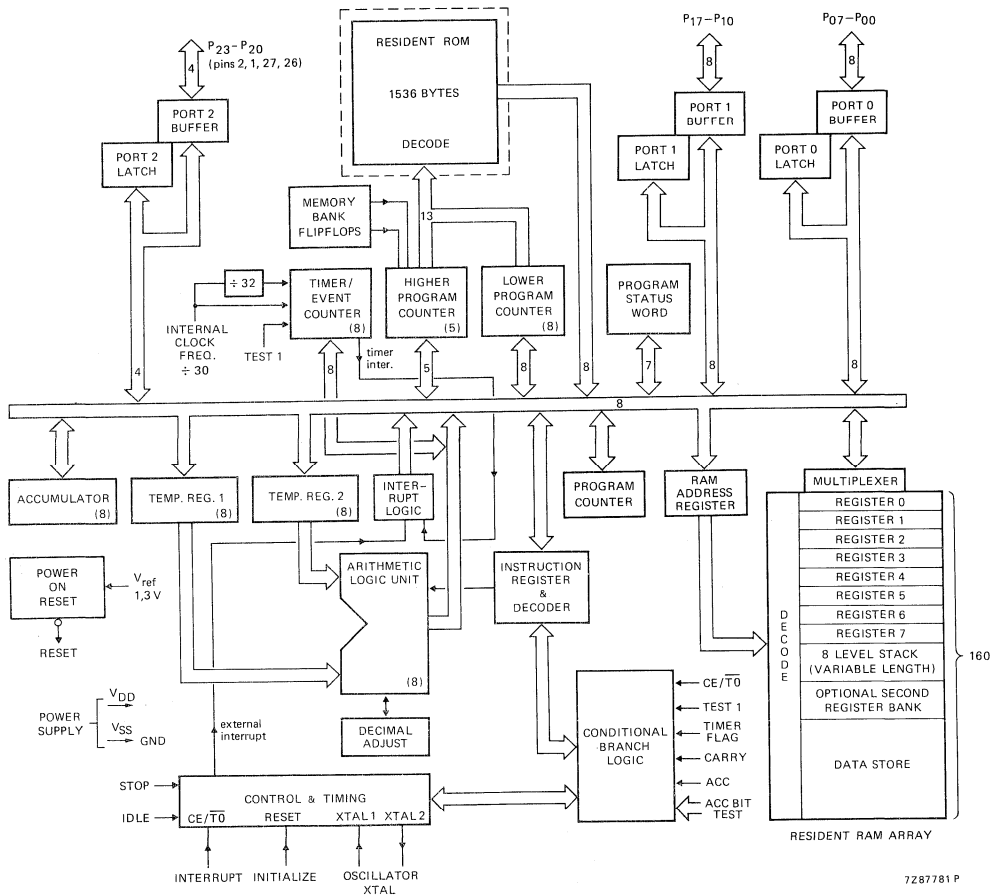 P23–P20
(pins 2, 1, 27, 26)
4
PORT 2
BUFFER
PORT 2
LATCH
4
RESIDENT ROM
1536 BYTES
DECODE
P17–P10
8
PORT 1
BUFFER
PORT 1
LATCH
P07–P00
8
PORT 0
BUFFER
PORT 0
LATCH
MEMORY
BANK
FLIPFLOPS
13
÷ 32
TIMER/
EVENT
COUNTER
(8)
HIGHER
PROGRAM
COUNTER
(5)
LOWER
PROGRAM
COUNTER
(8)
PROGRAM
STATUS
WORD
INTERNAL
CLOCK
FREQ.
÷ 30
TEST 1
timer
inter.
8
5
8
8
7
8
8
8
ACCUMULATOR
(8)
TEMP. REG. 1
(8)
TEMP. REG. 2
(8)
INTER–
RUPT
LOGIC
PROGRAM
COUNTER
RAM
ADDRESS
REGISTER
MULTIPLEXER
POWER
ON
RESET
Vref
1,3 V
RESET
ARITHMETIC
LOGIC UNIT
(8)
INSTRUCTION
REGISTER
&
DECODER
DECODE
REGISTER 0
REGISTER 1
REGISTER 2
REGISTER 3
REGISTER 4
REGISTER 5
REGISTER 6
REGISTER 7
8 LEVEL STACK
(VARIABLE LENGTH)
OPTIONAL SECOND
REGISTER BANK
DATA STORE
160
RESIDENT RAM ARRAY
POWER
SUPPLY
VDD
VSS
GND
external
interrupt
DECIMAL
ADJUST
CONDITIONAL
BRANCH
LOGIC
CE/T0
TEST 1
TIMER
FLAG
CARRY
ACC
ACC BIT
TEST
STOP
IDLE
CONTROL & TIMING
CE/T0 RESET XTAL 1 XTAL 2
INTERRUPT INITIALIZE OSCILLATOR
XTAL
7Z87781 P